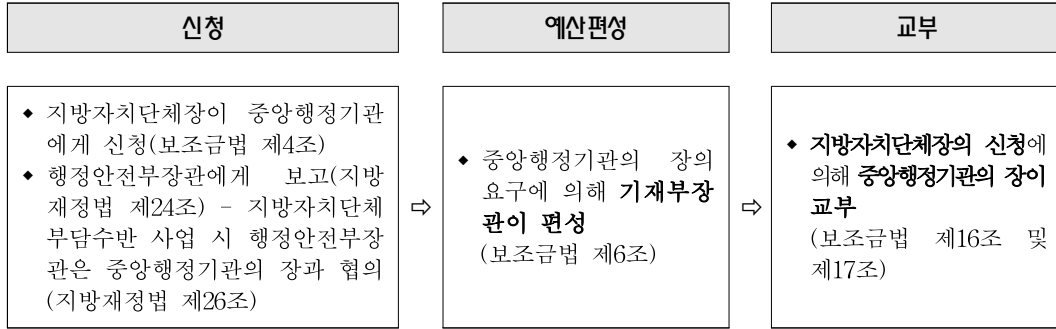 신청
예산편성
교부
◆ 지방자치단체장이 중앙행정기관
에게 신청(보조금법 제4조)
◆ 행정안전부장관에게 보고(지방
재정법 제24조) - 지방자치단체
부담수반 사업 시 행정안전부장
관은 중앙행정기관의 장과 협의
(지방재정법 제26조)
⇨
◆ 중앙행정기관의 장의
요구에 의해 기재부장
관이 편성
(보조금법 제6조)
⇨
◆ 지방자치단체장의 신청에
의해 중앙행정기관의 장이
교부
(보조금법 제16조 및
제17조)